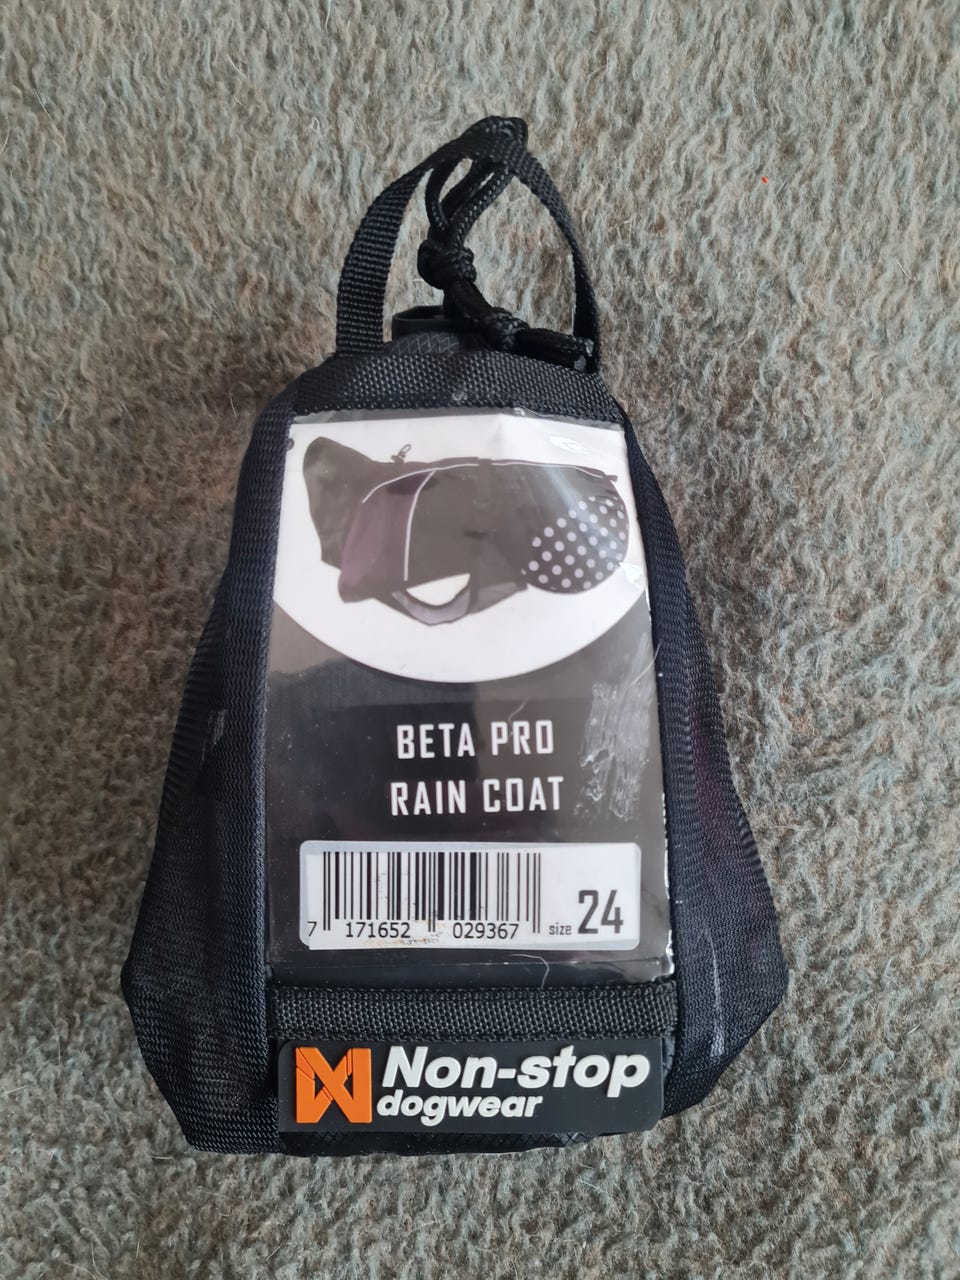 BETA PRO
RAIN COAT
7 171652 029367 size 24
Non-stop
dogwear